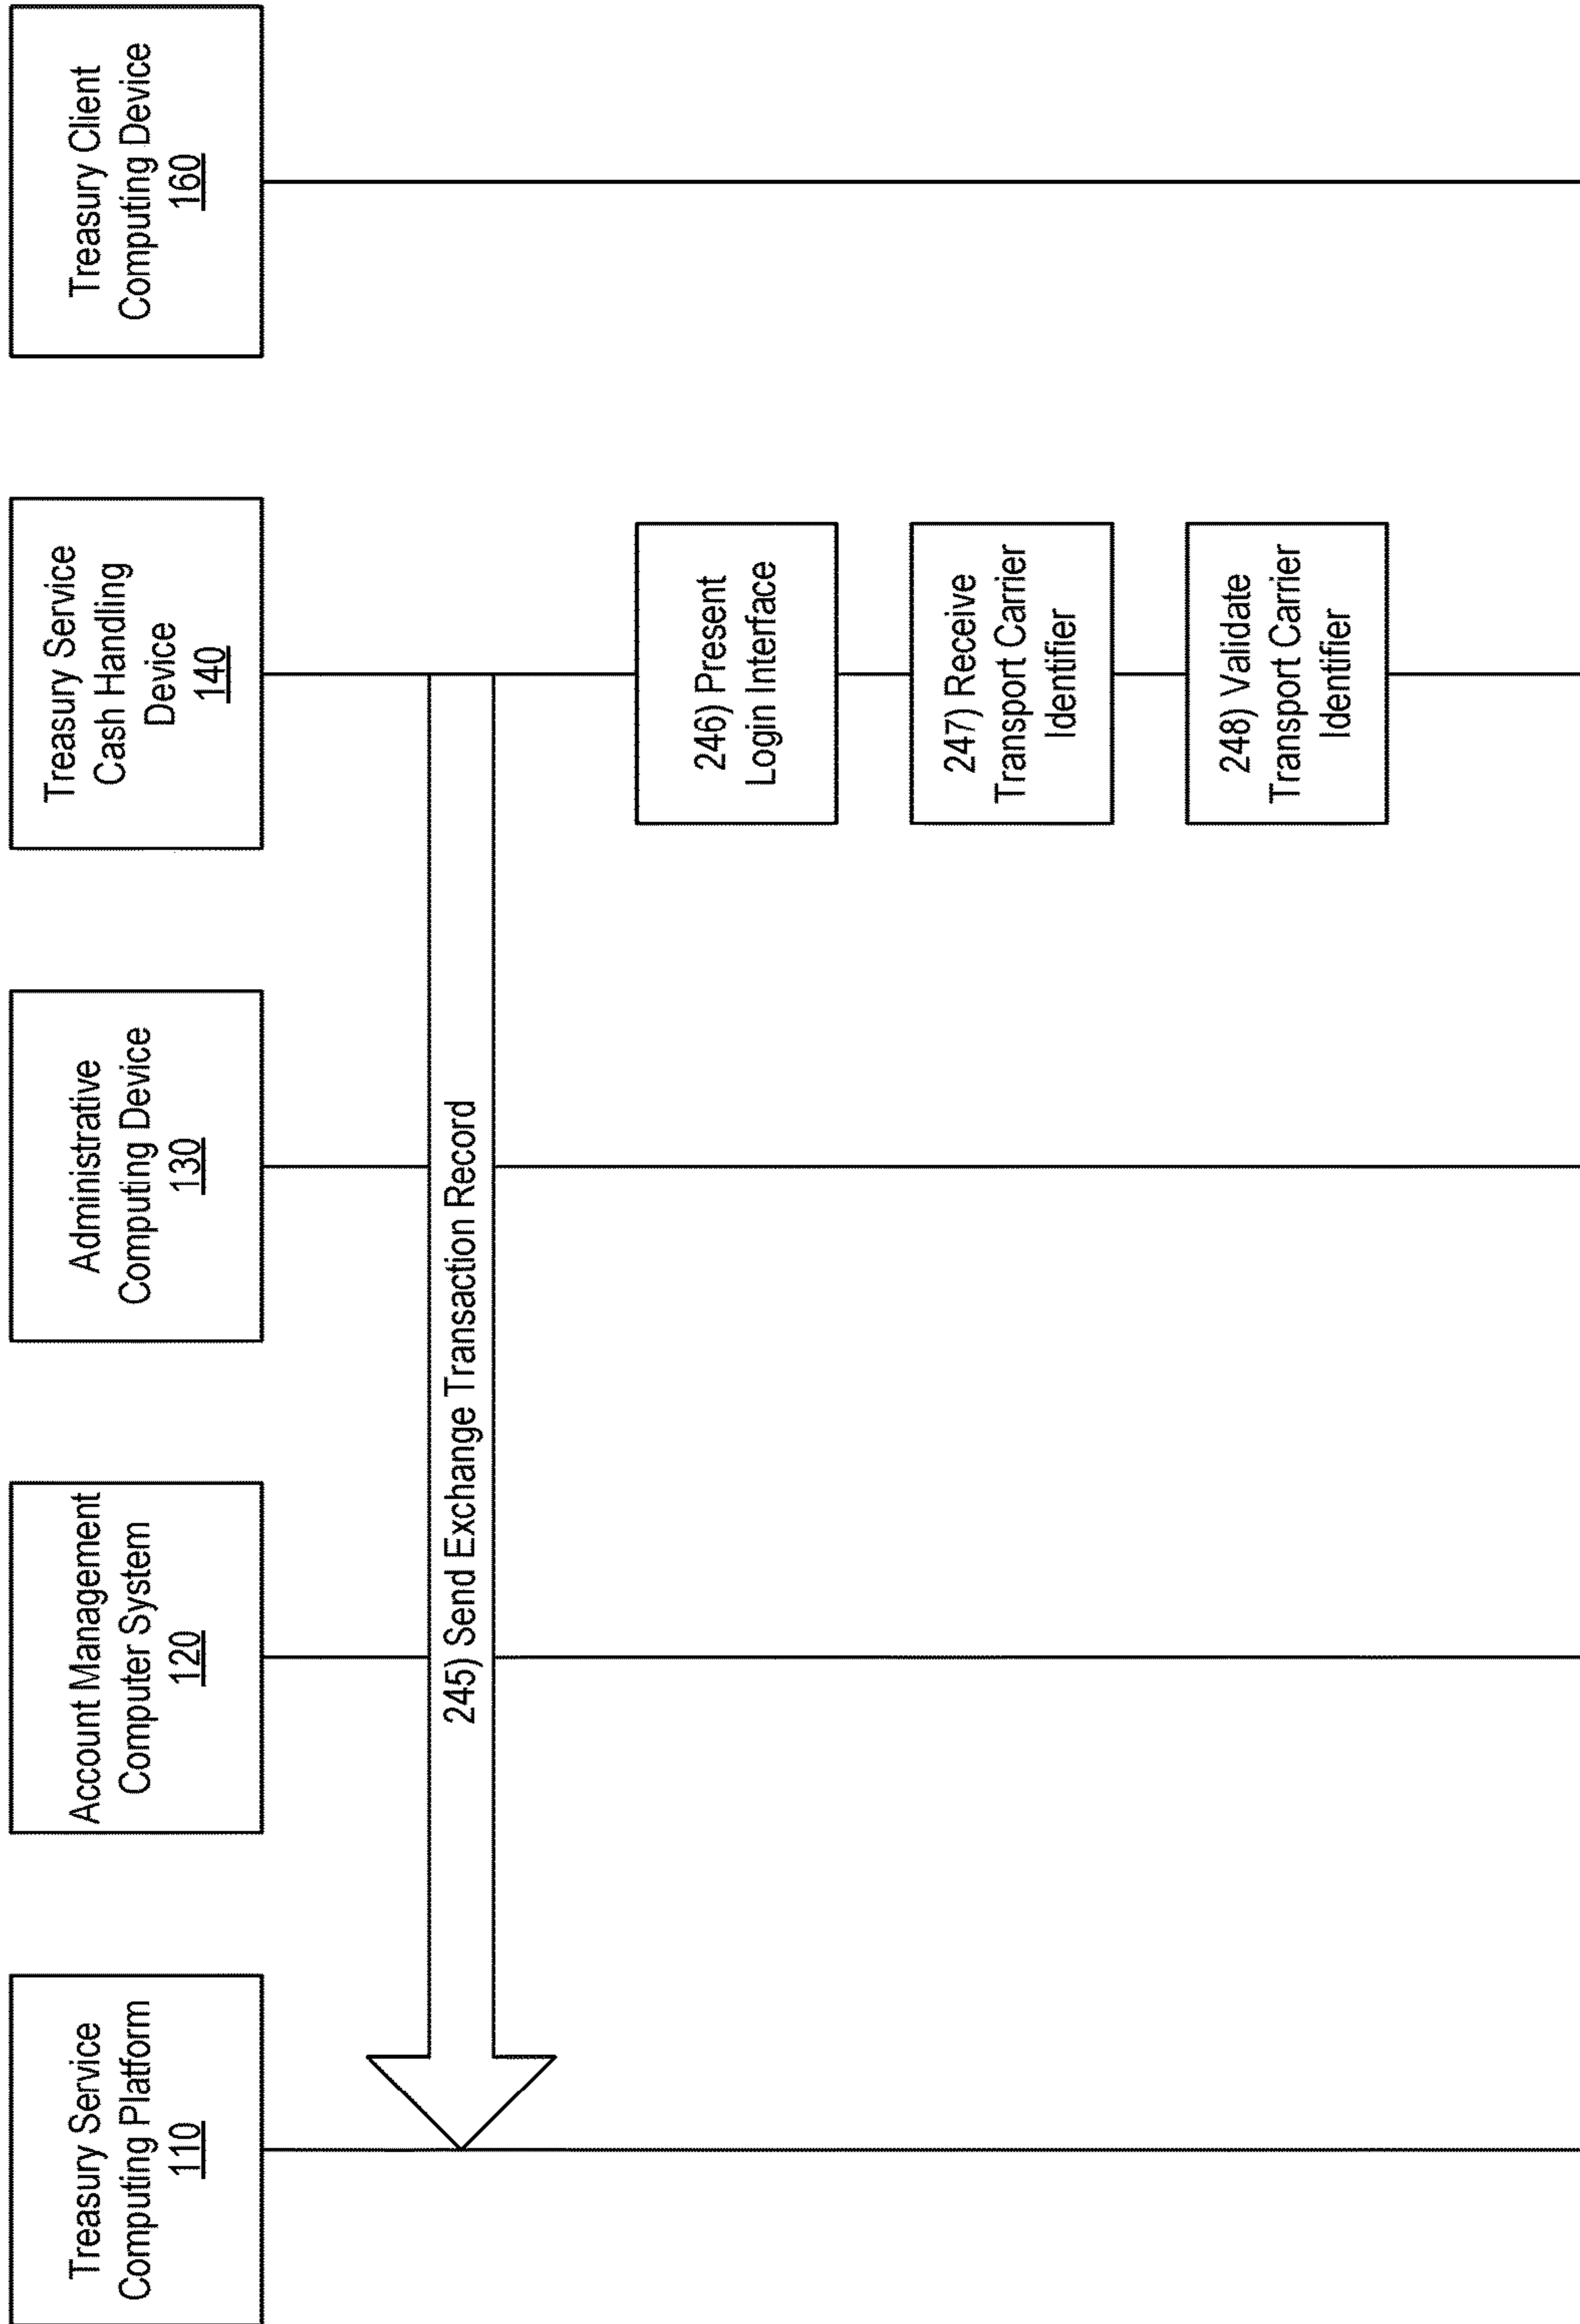 Treasury Service
Computing Platform
110
Account Management
Computer System
120
Administrative
Computing Device
130
Treasury Service
Cash Handling
Device
140
Treasury Client
Computing Device
160
245) Send Exchange Transaction Record
246) Present
Login Interface
247) Receive
Transport Carrier
Identifier
248) Validate
Transport Carrier
Identifier